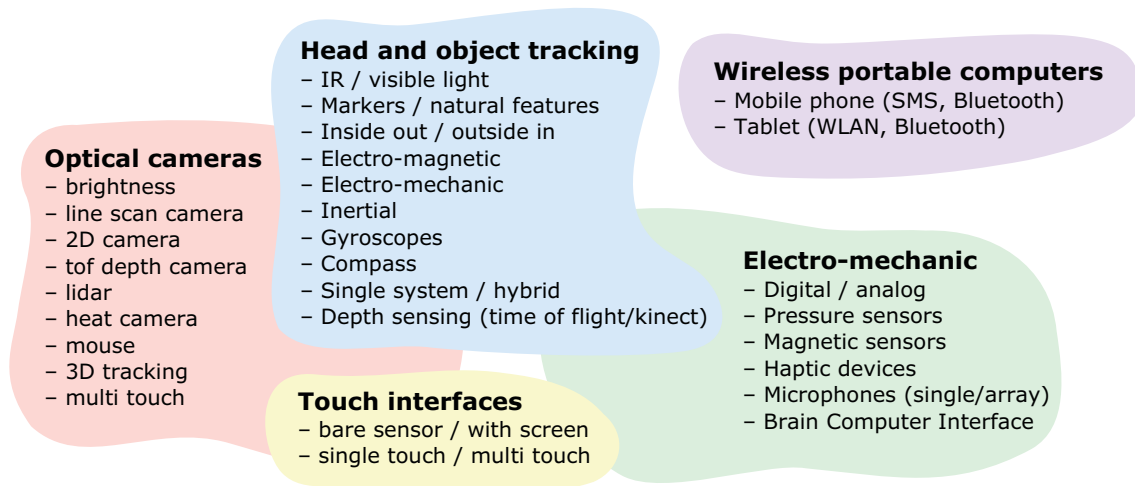 Head and object tracking
– IR / visible light
– Markers / natural features
– Inside out / outside in
– Electro-magnetic
– Electro-mechanic
– Inertial
– Gyroscopes
– Compass
– Single system / hybrid
– Depth sensing (time of flight/kinect)
Wireless portable computers
– Mobile phone (SMS, Bluetooth)
– Tablet (WLAN, Bluetooth)
Optical cameras
– brightness
– line scan camera
– 2D camera
– tof depth camera
– lidar
– heat camera
– mouse
– 3D tracking
– multi touch
Electro-mechanic
– Digital / analog
– Pressure sensors
– Magnetic sensors
– Haptic devices
– Microphones (single/array)
– Brain Computer Interface
Touch interfaces
– bare sensor / with screen
– single touch / multi touch